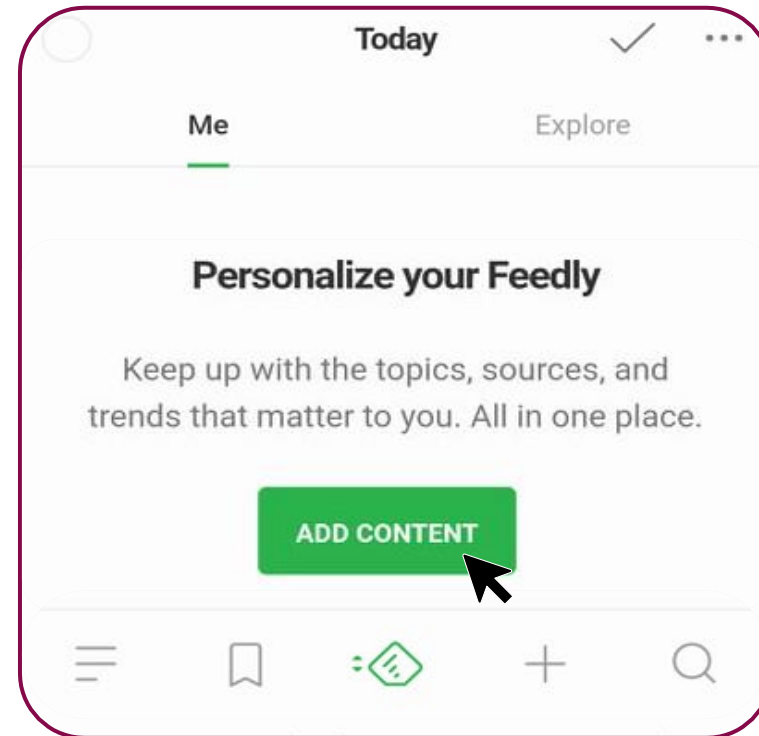 Today
Me
Explore
Personalize your Feedly
Keep up with the topics, sources, and
trends that matter to you. All in one place.
ADD CONTENT